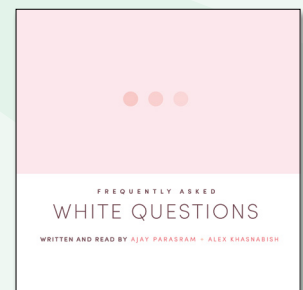 FREQUENTLY ASKED
WHITE QUESTIONS
WRITTEN AND READ BY AJAY PARASRAM + ALEX KHASNABISH